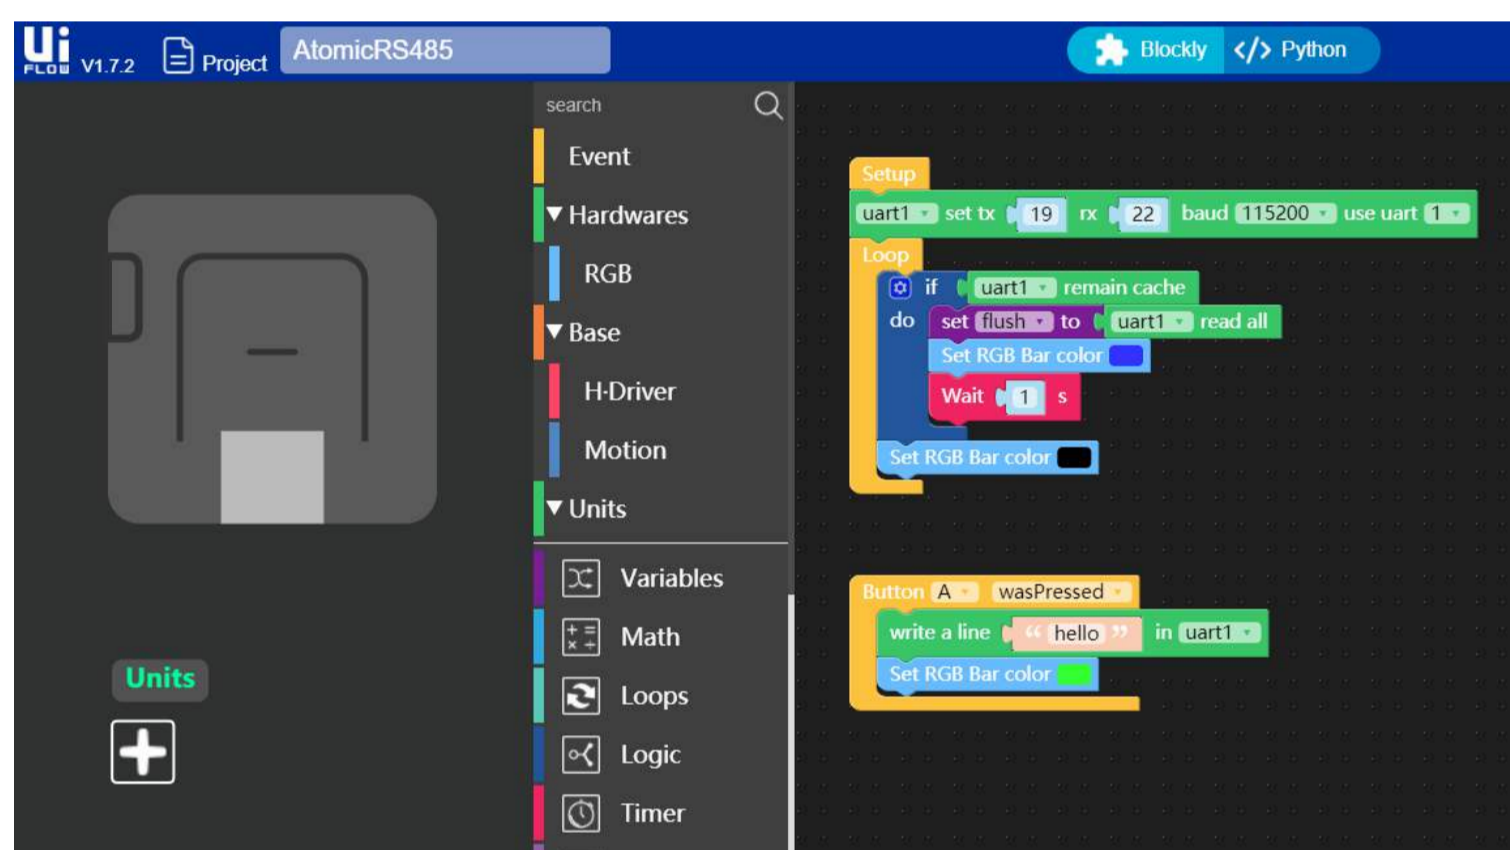 Ui
FLOW V1.7.2 Project AtomicRS485 Blockly </> Python
search
Event
Hardwares
RGB
Base
H-Driver
Motion
Units
Variables
Math
Loops
Logic
Timer
Units
Setup
uart1 set tx 19 rx 22 baud 115200 use uart 1
Loop
if uart1 remain cache
do set flush to uart1 read all
Set RGB Bar color
Wait 1 s
Set RGB Bar color
Button A wasPressed
write a line “ hello ” in uart1
Set RGB Bar color